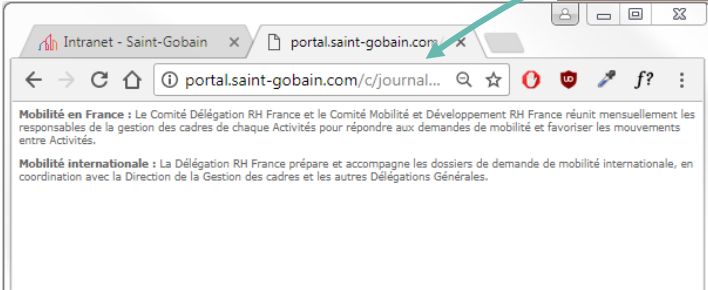 Intranet - Saint-Gobain
portal.saint-gobain.com/
portal.saint-gobain.com/c/journal...
f?
Mobilité en France : Le Comité Délégation RH France et le Comité Mobilité et Développement RH France réunit mensuellement les
responsables de la gestion des cadres de chaque Activités pour répondre aux demandes de mobilité et favoriser les mouvements
entre Activités.
Mobilité internationale : La Délégation RH France prépare et accompagne les dossiers de demande de mobilité internationale, en
coordination avec la Direction de la Gestion des cadres et les autres Délégations Générales.